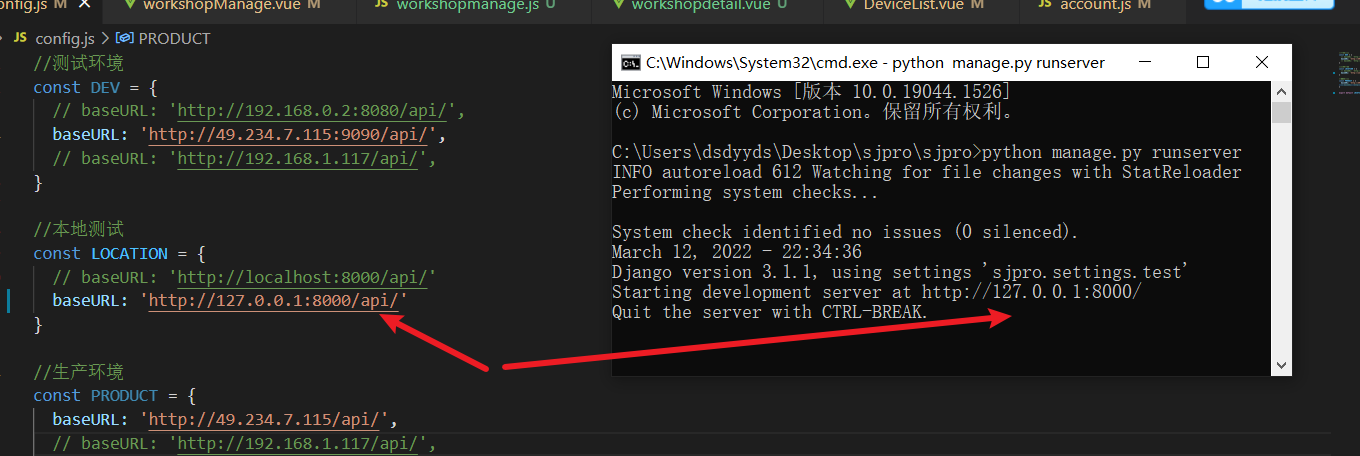 nfig.js
workshopManage.vue M
JS workshopmanage.js U
workshopdetail.vue U
DeviceList.vue M
JS account.js M
JS config.js > PRODUCT
//测试环境
const DEV = {
// baseURL: 'http://192.168.0.2:8080/api/',
baseURL: 'http://49.234.7.115:9090/api/',
// baseURL: 'http://192.168.1.117/api/',
}
//本地测试
const LOCATION = {
// baseURL: 'http://localhost:8000/api/'
baseURL: 'http://127.0.0.1:8000/api/'
}
//生产环境
const PRODUCT = {
baseURL: 'http://49.234.7.115/api/',
// baseURL: 'http://192.168.1.117/api/',
C:\Windows\System32\cmd.exe - python manage.py runserver
Microsoft Windows [版本 10.0.19044.1526]
(c) Microsoft Corporation。保留所有权利。
C:\Users\dsdyyds\Desktop\sjpro\sjpro>python manage.py runserver
INFO autoreload 612 Watching for file changes with StatReloader
Performing system checks...
System check identified no issues (0 silenced).
March 12, 2022 - 22:34:36
Django version 3.1.1, using settings 'sjpro.settings.test'
Starting development server at http://127.0.0.1:8000/
Quit the server with CTRL-BREAK.